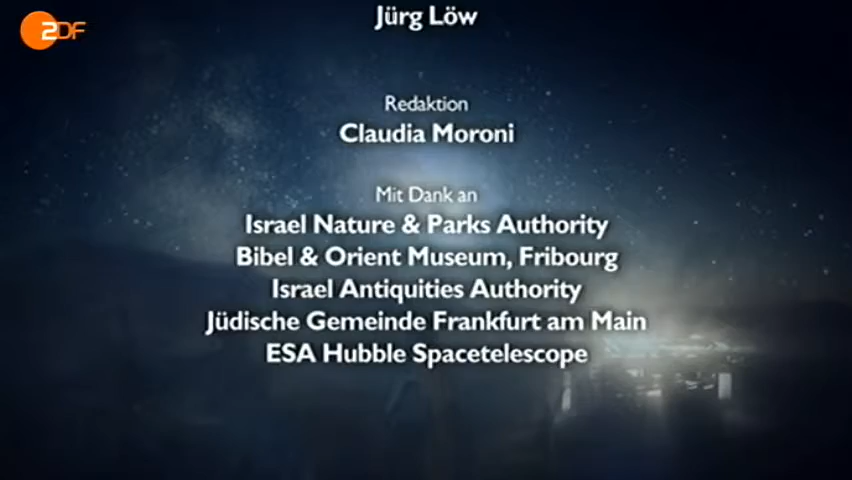 ZDF
Jürg Löw
Redaktion
Claudia Moroni
Mit Dank an
Israel Nature & Parks Authority
Bibel & Orient Museum, Fribourg
Israel Antiquities Authority
Jüdische Gemeinde Frankfurt am Main
ESA Hubble Spacetelescope